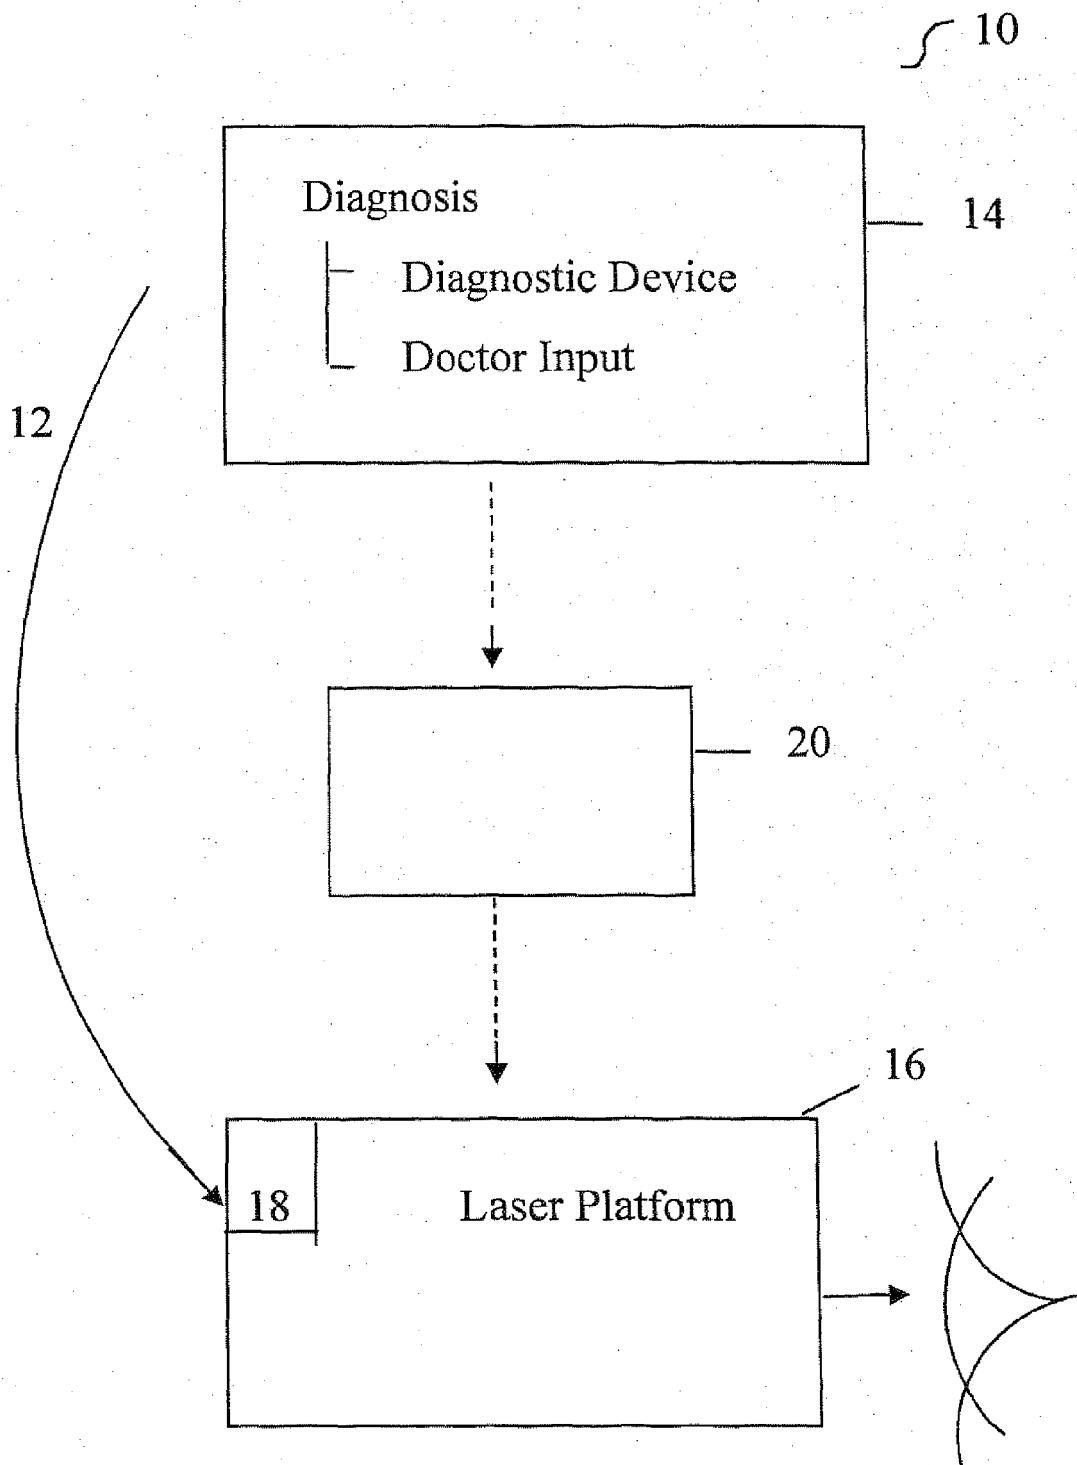 10
Diagnosis
14
Diagnostic Device
Doctor Input
12
20
16
18
Laser Platform